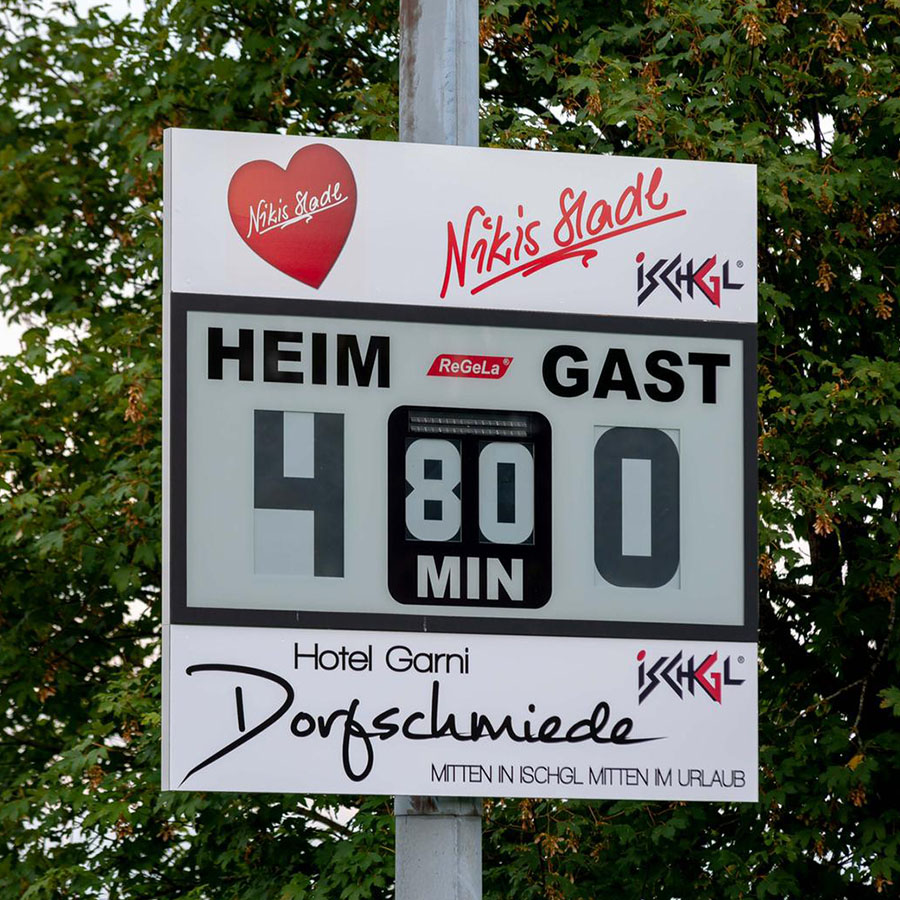 Nikis Stadl
Nikis Stadl
ISCHGL®
HEIM
ReGeLa®
GAST
4
80
0
MIN
Hotel Garni
ISCHGL®
Dorfschmiede
MITTEN IN ISCHGL MITTEN IM URLAUB